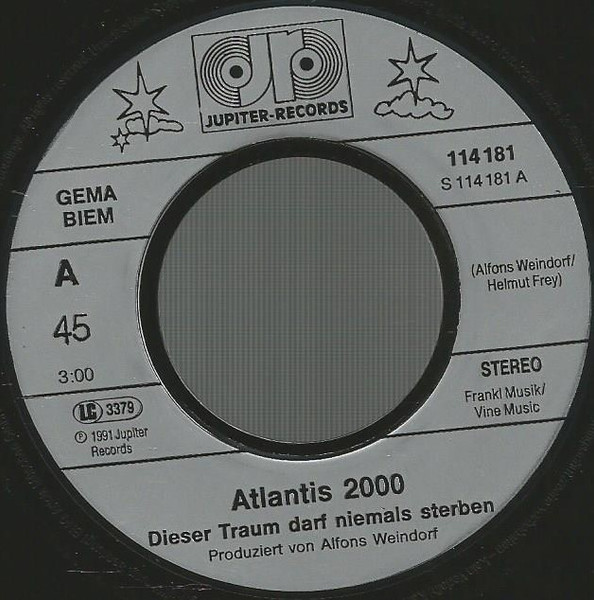 JUPITER-RECORDS
114 181
S 114 181 A
GEMA
BIEM
A
45
3:00
LC 3379
℗ 1991 Jupiter
Records
(Alfons Weindorf/
Helmut Frey)
STEREO
Frankl Musik/
Vine Music
Atlantis 2000
Dieser Traum darf niemals sterben
Produziert von Alfons Weindorf